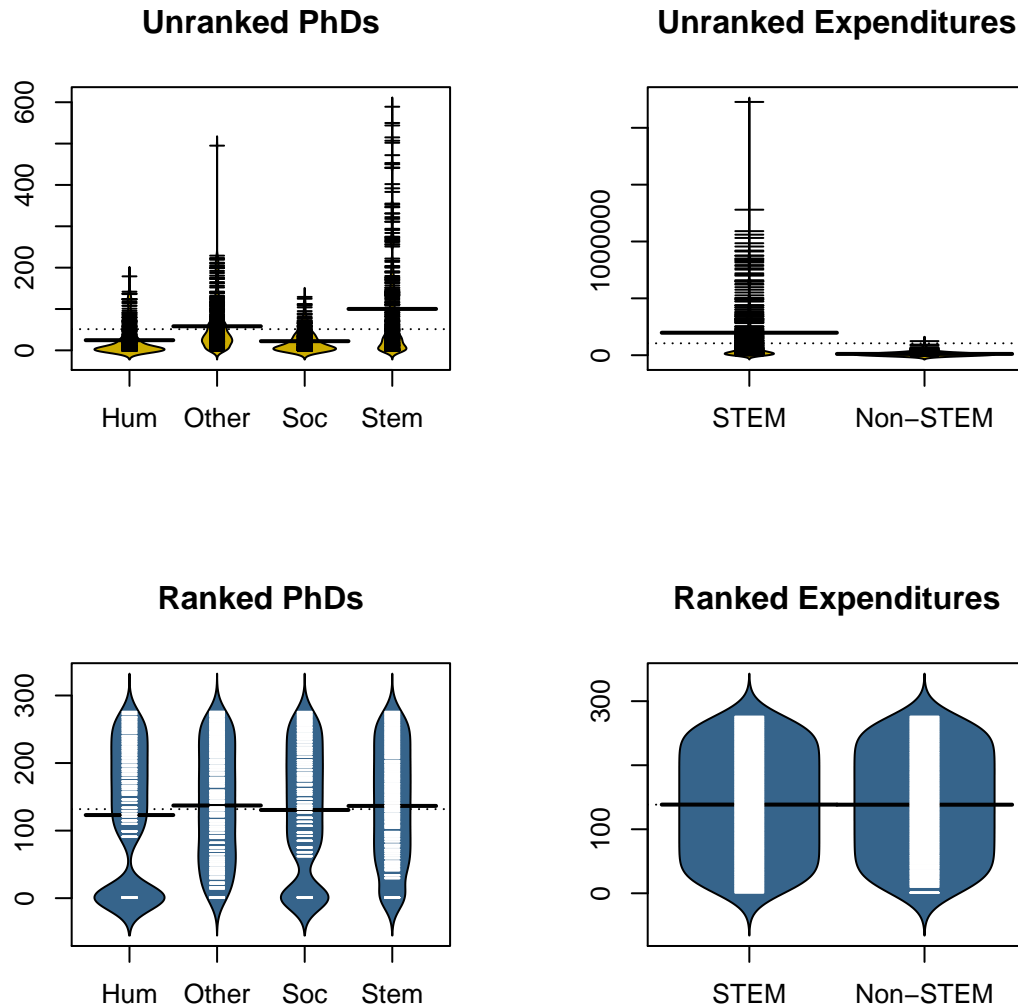 Unranked PhDs
600
400
200
0
Hum Other Soc Stem
Unranked Expenditures
1000000
0
STEM Non−STEM
Ranked PhDs
300
200
100
0
Hum Other Soc Stem
Ranked Expenditures
300
100
0
STEM Non−STEM